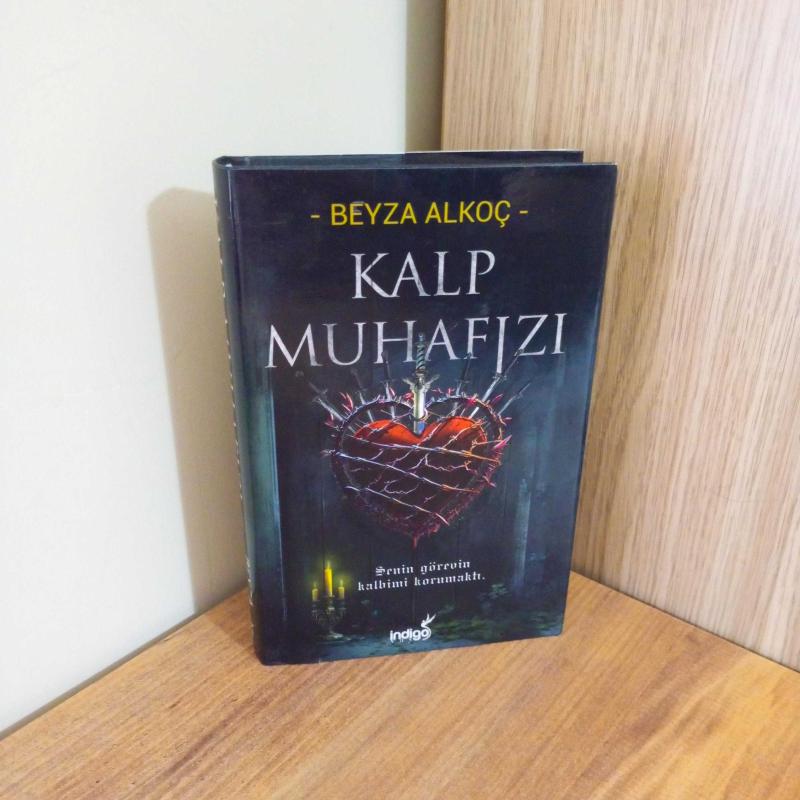 - BEYZA ALKOÇ -
KALP
MUHAFIZI
Senin görevin
kalbimi korumaktı.
indigo